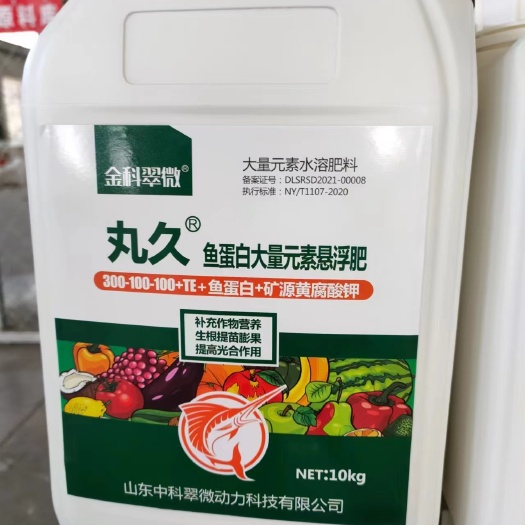 金科翠微®
大量元素水溶肥料
备案证号：DLSRSD2021-00008
执行标准：NY/T1107-2020
丸久®
鱼蛋白大量元素悬浮肥
300-100-100+TE+鱼蛋白+矿源黄腐酸钾
补充作物营养
生根提苗膨果
提高光合作用
NET:10kg
山东中科翠微动力科技有限公司